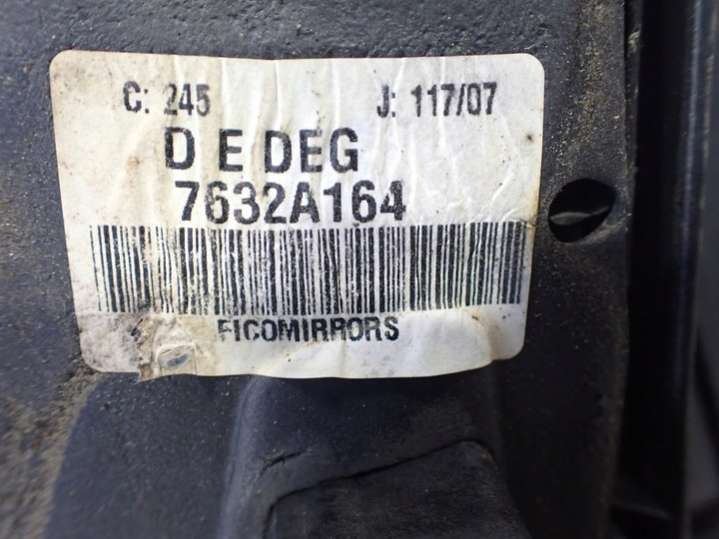 C: 245 J: 117/07
D E DEG
7632A164
FICOMIRRORS